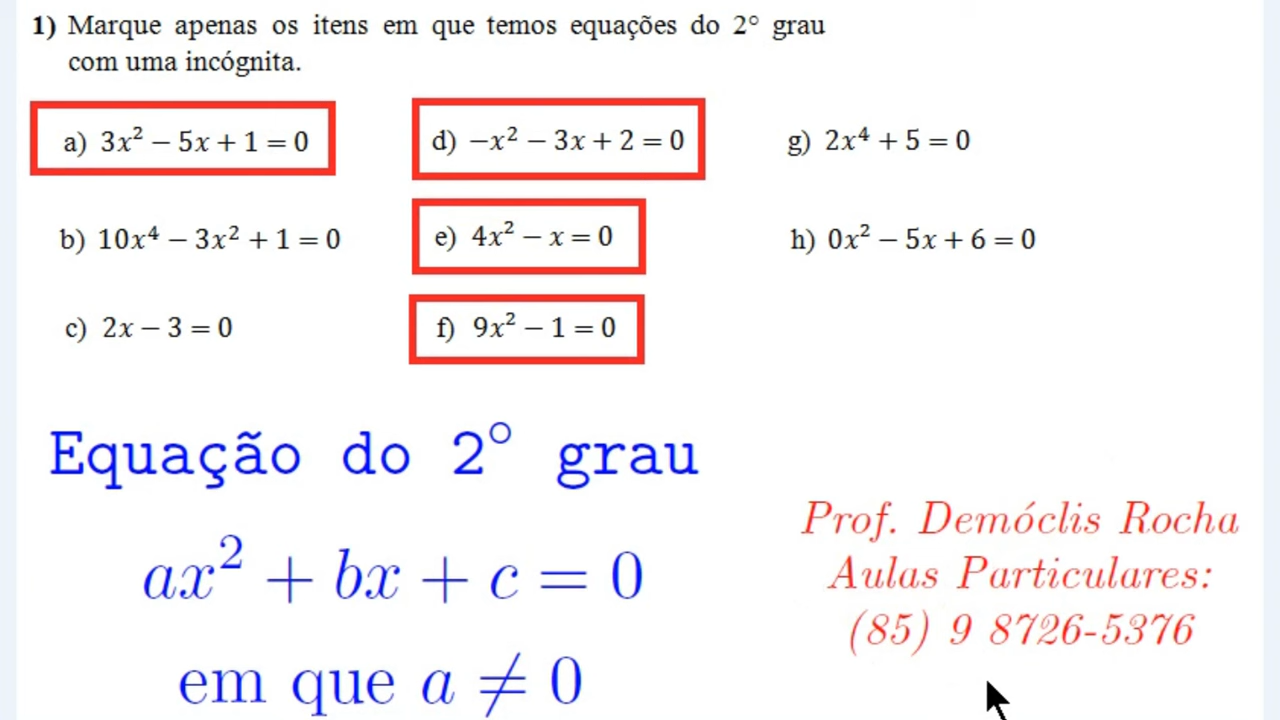 1) Marque apenas os itens em que temos equações do 2° grau
com uma incógnita.
a) 3x² − 5x + 1 = 0
b) 10x⁴ − 3x² + 1 = 0
c) 2x − 3 = 0
d) −x² − 3x + 2 = 0
e) 4x² − x = 0
f) 9x² − 1 = 0
g) 2x⁴ + 5 = 0
h) 0x² − 5x + 6 = 0
Equação do 2° grau
ax² + bx + c = 0
em que a ≠ 0
Prof. Demóclis Rocha
Aulas Particulares:
(85) 9 8726-5376